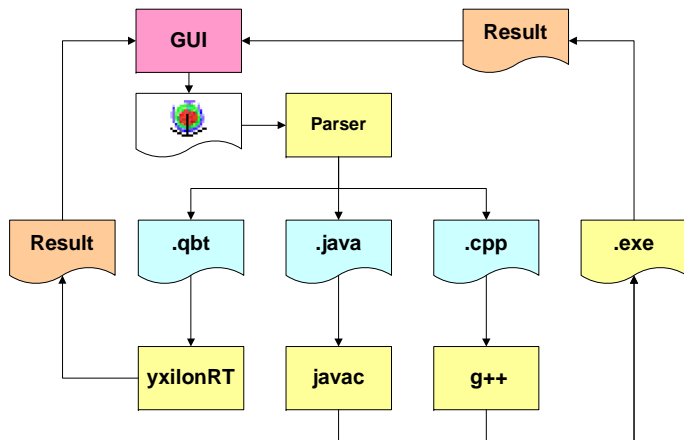 GUI
Result
Parser
Result
.qbt
.java
.cpp
.exe
yxilonRT
javac
g++